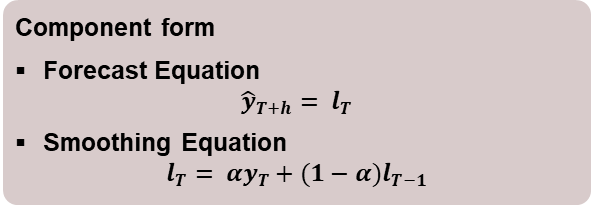 Component form
▪ Forecast Equation
ŷ_{T+h} = l_T
▪ Smoothing Equation
l_T = αy_T + (1 − α)l_{T−1}